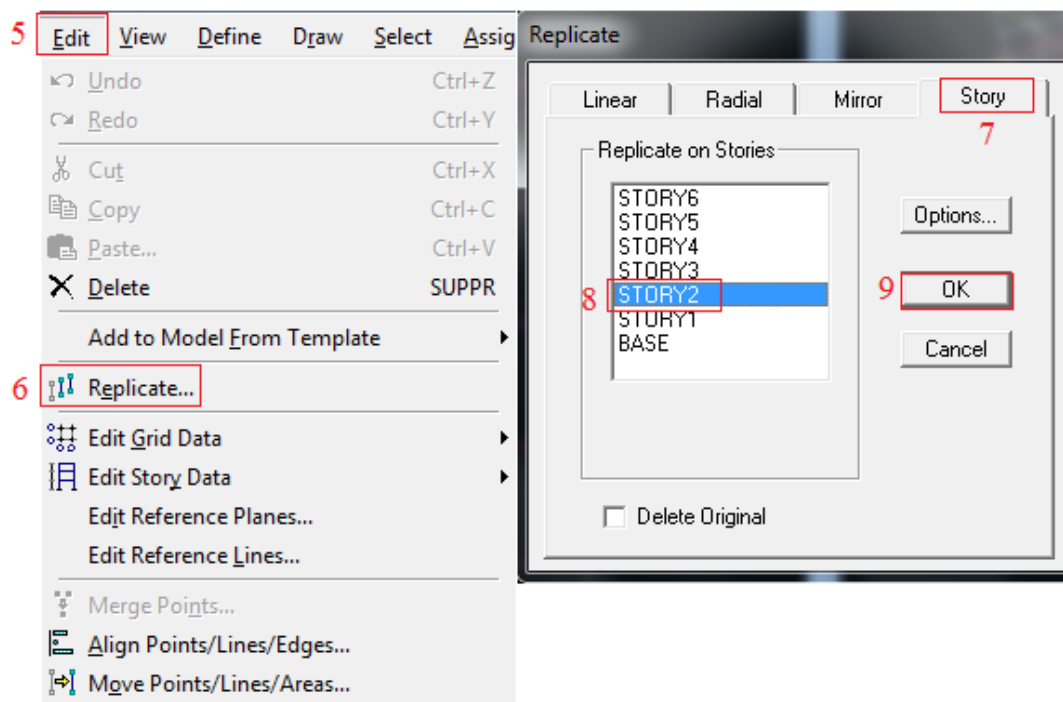 5 Edit View Define Draw Select Assig
Undo Ctrl+Z
Redo Ctrl+Y
Cut Ctrl+X
Copy Ctrl+C
Paste... Ctrl+V
Delete SUPPR
Add to Model From Template
6 Replicate...
Edit Grid Data
Edit Story Data
Edit Reference Planes...
Edit Reference Lines...
Merge Points...
Align Points/Lines/Edges...
Move Points/Lines/Areas...
Replicate
Linear Radial Mirror Story
7
Replicate on Stories
STORY6
STORY5
STORY4
STORY3
8 STORY2
STORY1
BASE
Options...
9 OK
Cancel
Delete Original